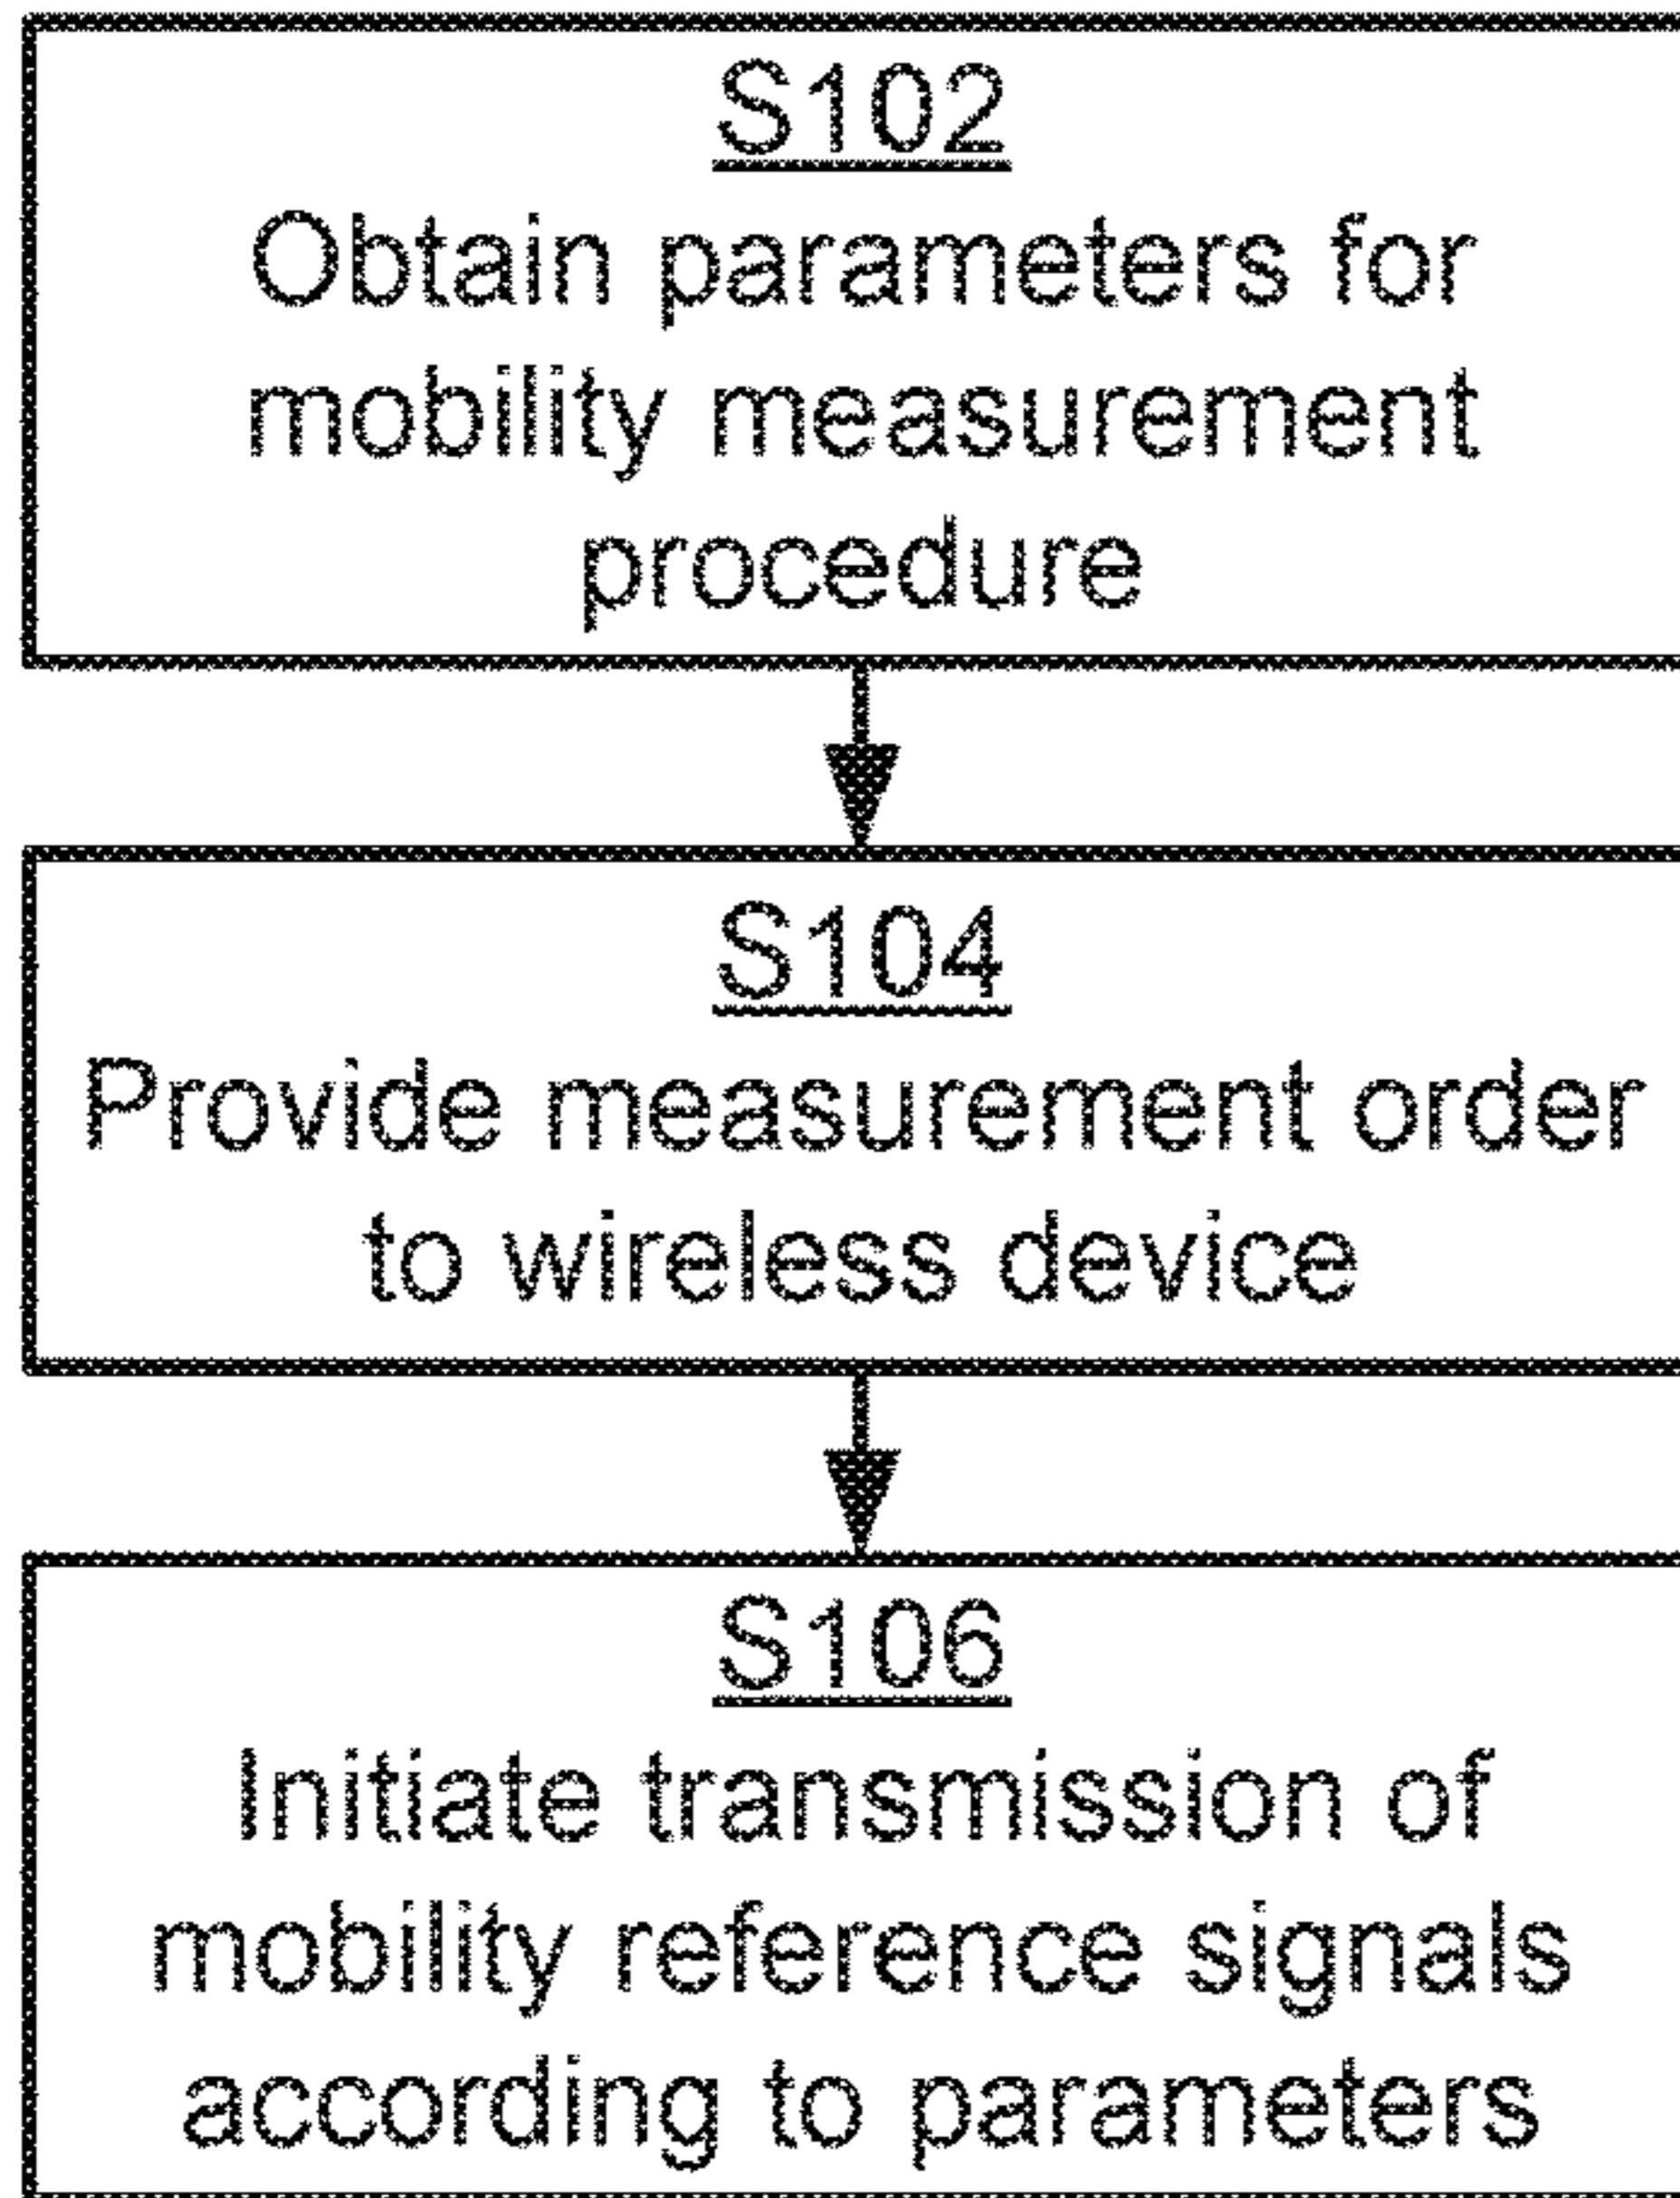 S102
Obtain parameters for
mobility measurement
procedure
S104
Provide measurement order
to wireless device
S106
Initiate transmission of
mobility reference signals
according to parameters